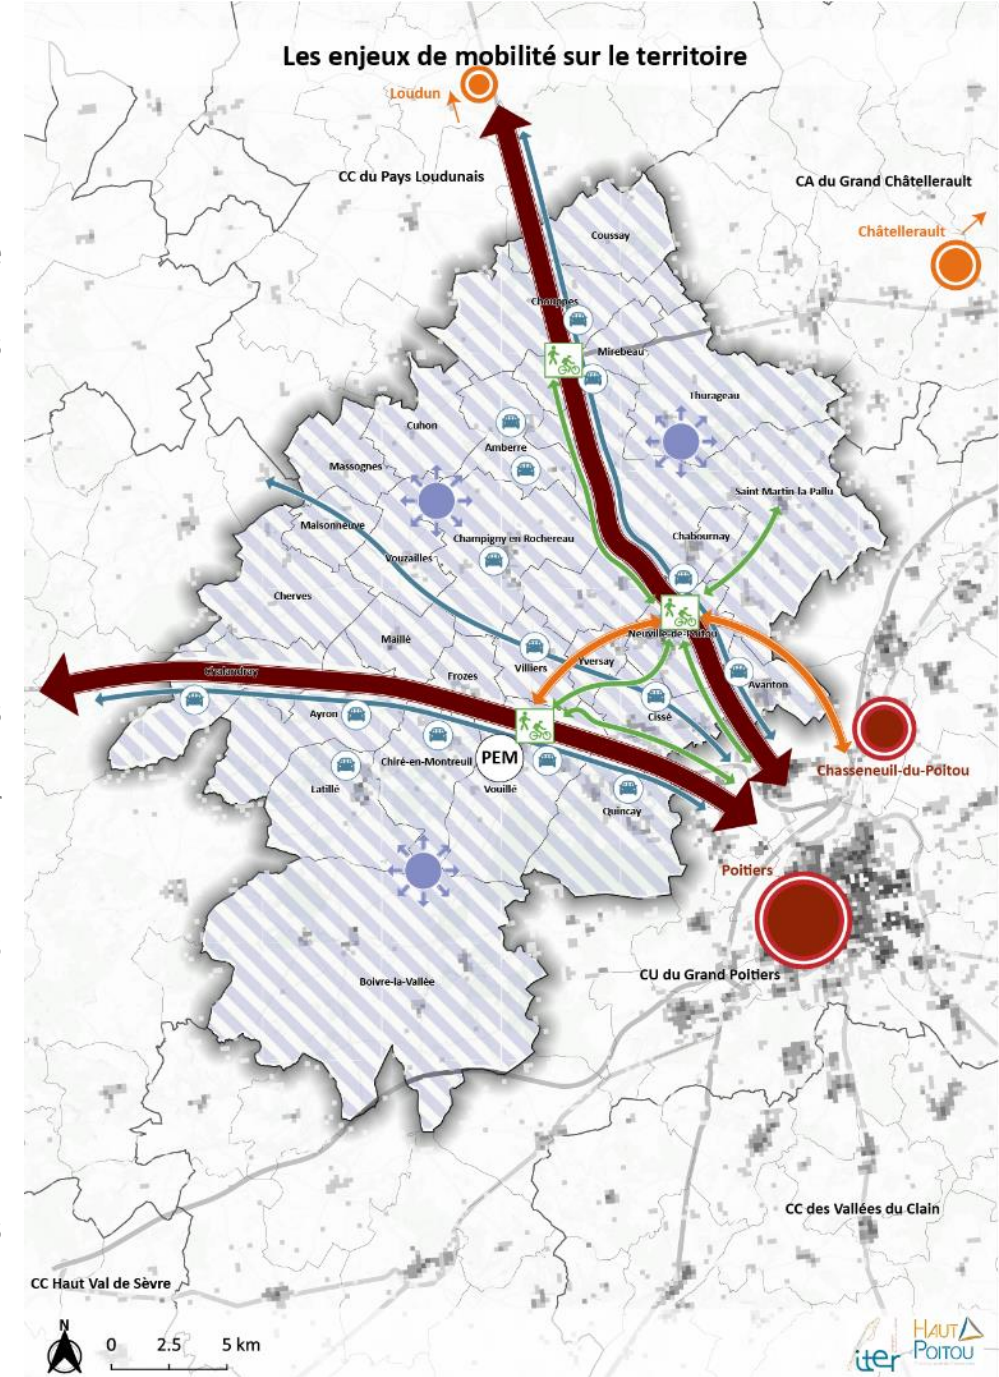 Les enjeux de mobilité sur le territoire
Loudun
CC du Pays Loudunais
CA du Grand Châtellerault
Châtellerault
Coussay
Chouppes
Mirebeau
Thurageau
Cuhon
Amberre
Massognes
Saint Martin-la-Pallu
Maisonneuve
Champigny en Rochereau
Chabournay
Vouzailles
Cherves
Maillé
Neuville-de-Poitou
Villiers
Yversay
Chalandray
Frozes
Avanton
Ayron
Cissé
Chiré-en-Montreuil
PEM
Latillé
Vouillé
Chasseneuil-du-Poitou
Quincay
Poitiers
CU du Grand Poitiers
Boivre-la-Vallée
CC des Vallées du Clain
CC Haut Val de Sèvre
N
0 2.5 5 km
iter
HAUT
POITOU